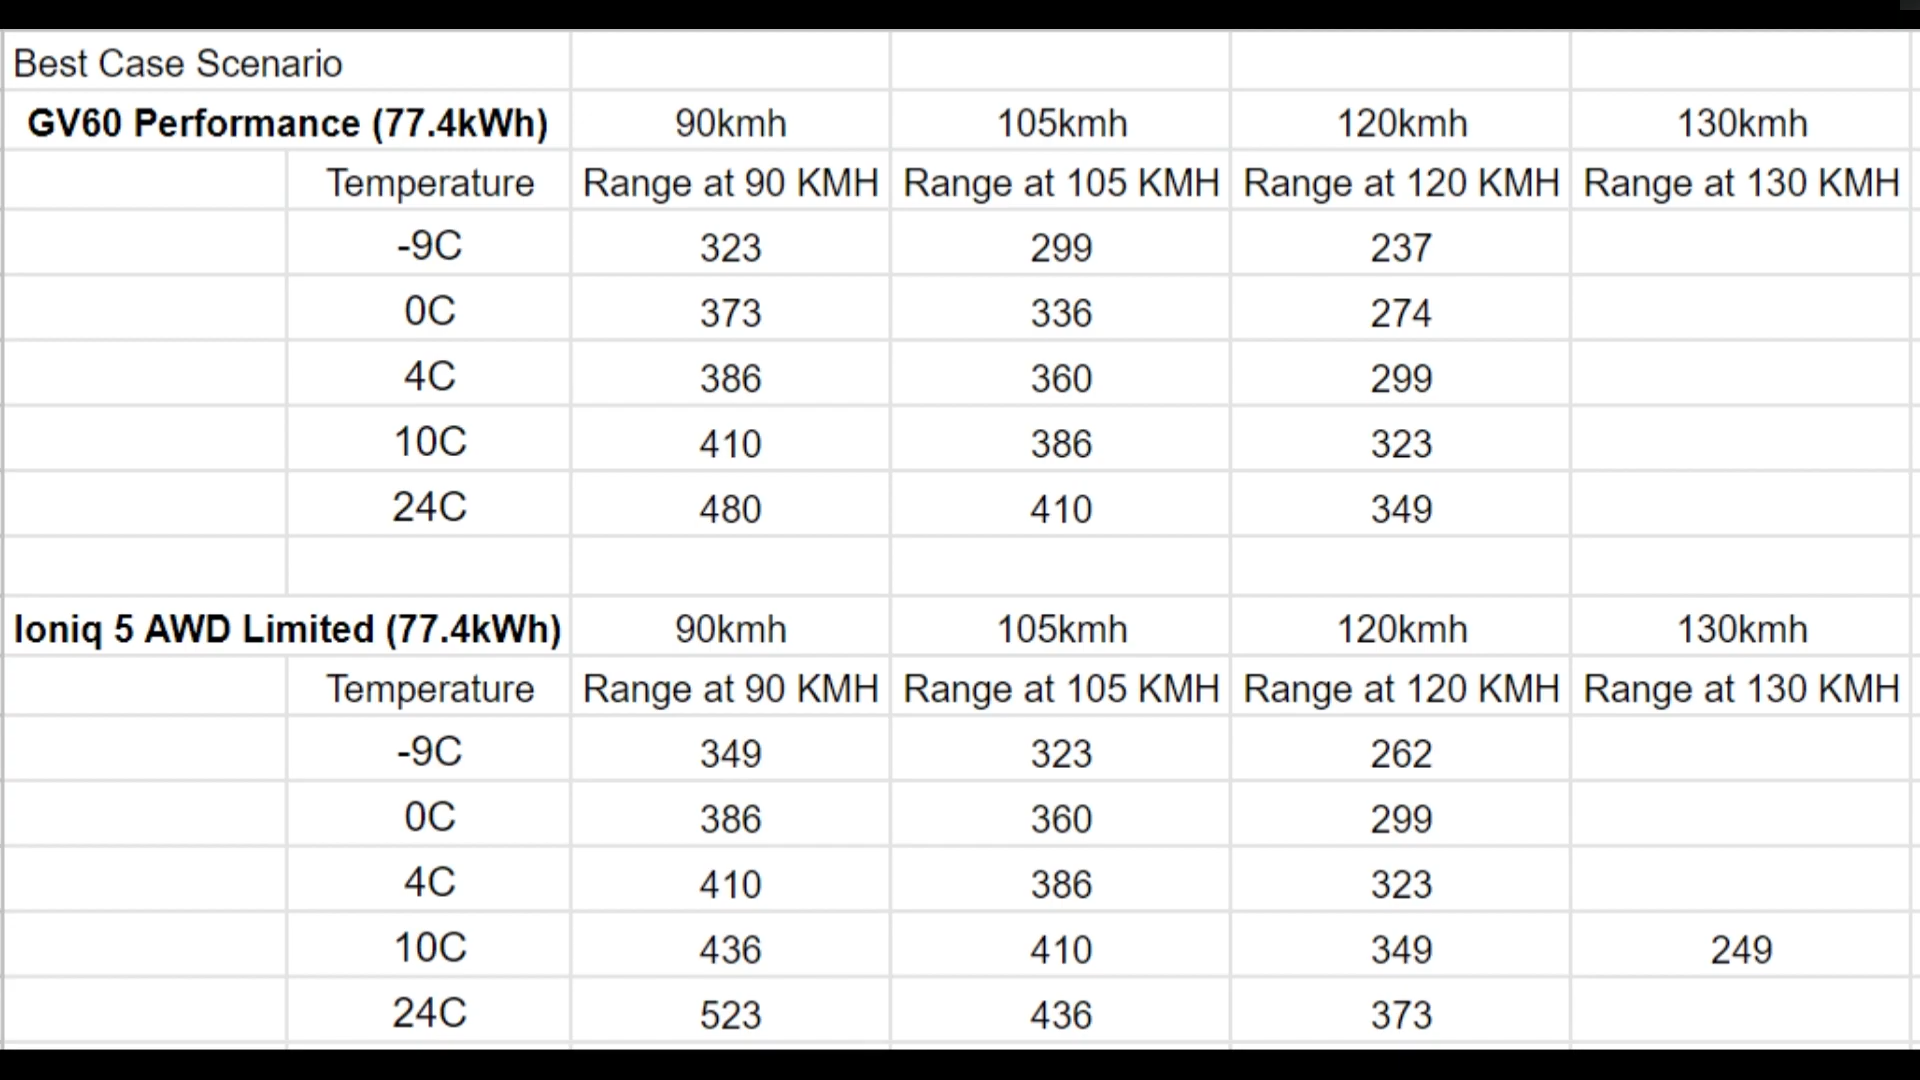 Best Case Scenario
GV60 Performance (77.4kWh) 90kmh 105kmh 120kmh 130kmh
Temperature Range at 90 KMH Range at 105 KMH Range at 120 KMH Range at 130 KMH
-9C 323 299 237
0C 373 336 274
4C 386 360 299
10C 410 386 323
24C 480 410 349
Ioniq 5 AWD Limited (77.4kWh) 90kmh 105kmh 120kmh 130kmh
Temperature Range at 90 KMH Range at 105 KMH Range at 120 KMH Range at 130 KMH
-9C 349 323 262
0C 386 360 299
4C 410 386 323
10C 436 410 349 249
24C 523 436 373